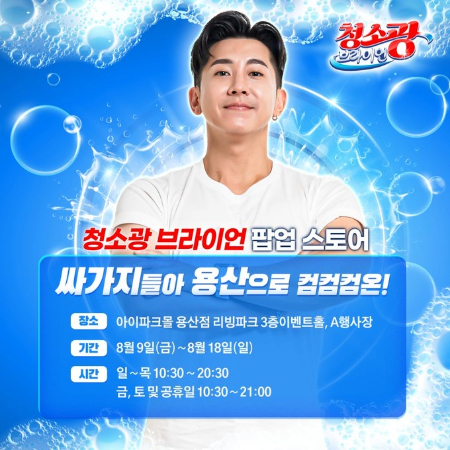 청소광
브라이언
청소광 브라이언 팝업 스토어
싸가지들아 용산으로 컴컴컴온!
장소 아이파크몰 용산점 리빙파크 3층이벤트홀, A행사장
기간 8월 9일(금) ~ 8월 18일(일)
시간 일 ~ 목 10:30 ~ 20:30
금, 토 및 공휴일 10:30 ~ 21:00